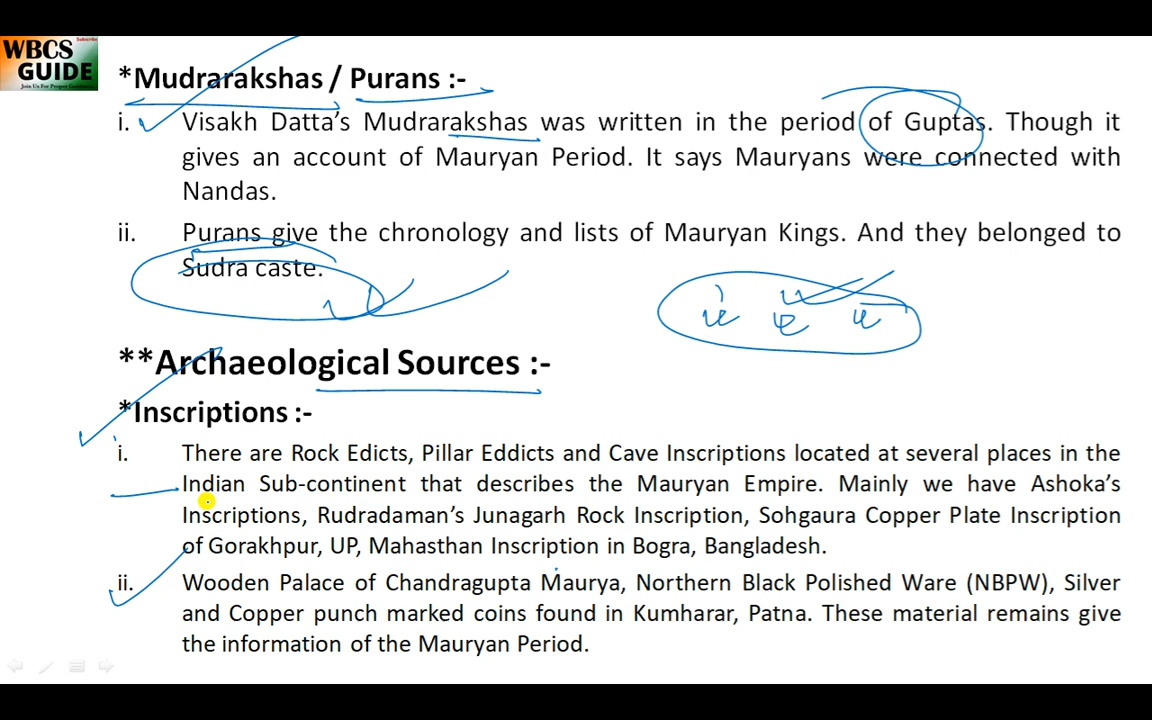 Subscribe
WBCS
GUIDE
Join Us For Proper Guidance
*Mudrarakshas / Purans :-
i. Visakh Datta's Mudrarakshas was written in the period of Guptas. Though it
gives an account of Mauryan Period. It says Mauryans were connected with
Nandas.
ii. Purans give the chronology and lists of Mauryan Kings. And they belonged to
Sudra caste.
**Archaeological Sources :-
*Inscriptions :-
i. There are Rock Edicts, Pillar Eddicts and Cave Inscriptions located at several places in the
Indian Sub-continent that describes the Mauryan Empire. Mainly we have Ashoka's
Inscriptions, Rudradaman's Junagarh Rock Inscription, Sohgaura Copper Plate Inscription
of Gorakhpur, UP, Mahasthan Inscription in Bogra, Bangladesh.
ii. Wooden Palace of Chandragupta Maurya, Northern Black Polished Ware (NBPW), Silver
and Copper punch marked coins found in Kumharar, Patna. These material remains give
the information of the Mauryan Period.